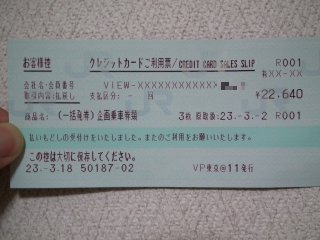 お客様控 クレジットカードご利用票/CREDIT CARD SALES SLIP R001
XX-XX
会社名・会員番号 VIEW-XXXXXXXXXXXX
取引内容:払戻し 支払区分: - 回 ¥22,640
商品名: (一括発券)企画乗車券類 3枚 原取扱:23.-3.-2 R001
払いもどしの受付けをいたしました。またのご利用をお願いいたします。
この控は大切に保存してください。
23.-3.18 50187-02 VP東京@11発行